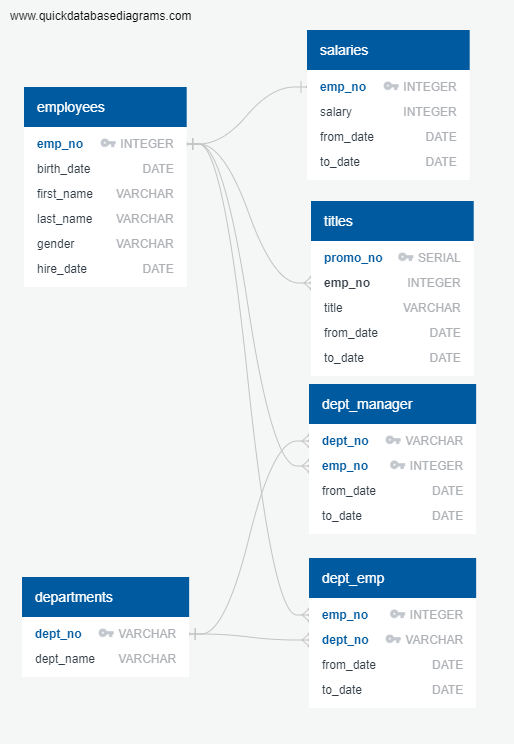 www.quickdatabasediagrams.com
employees
emp_no INTEGER
birth_date DATE
first_name VARCHAR
last_name VARCHAR
gender VARCHAR
hire_date DATE
departments
dept_no VARCHAR
dept_name VARCHAR
salaries
emp_no INTEGER
salary INTEGER
from_date DATE
to_date DATE
titles
promo_no SERIAL
emp_no INTEGER
title VARCHAR
from_date DATE
to_date DATE
dept_manager
dept_no VARCHAR
emp_no INTEGER
from_date DATE
to_date DATE
dept_emp
emp_no INTEGER
dept_no VARCHAR
from_date DATE
to_date DATE